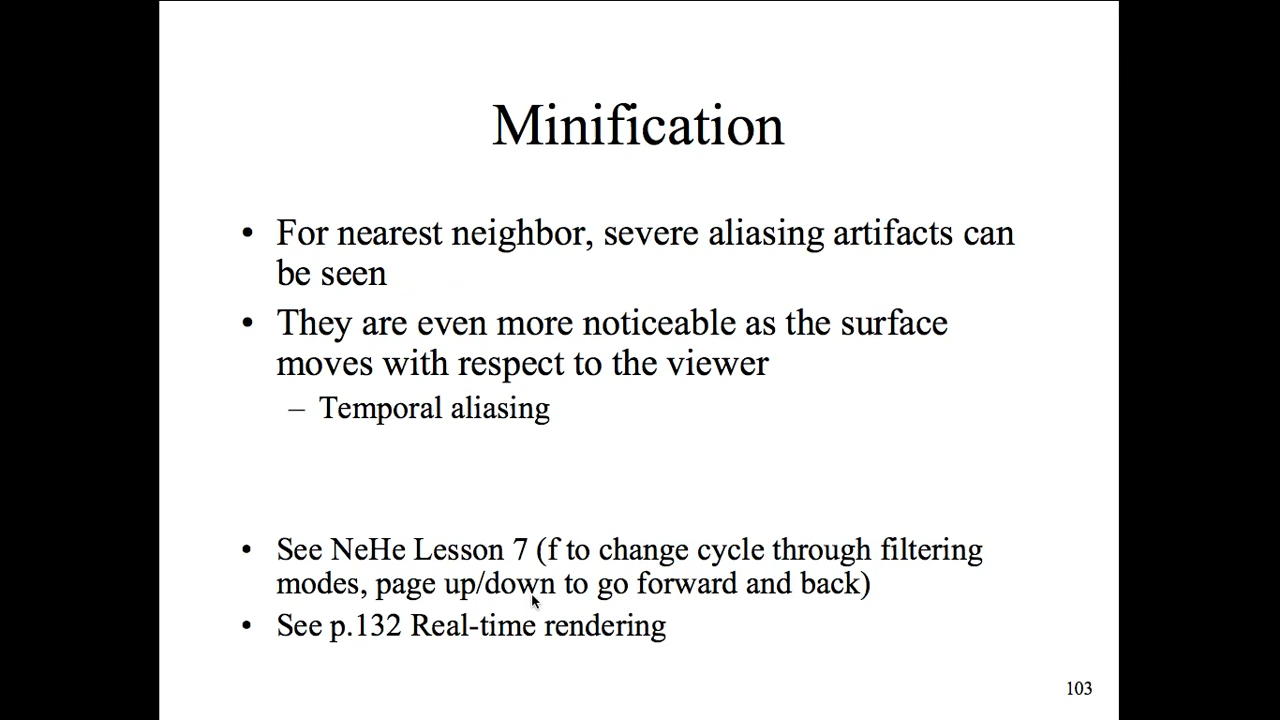 Minification
• For nearest neighbor, severe aliasing artifacts can
be seen
• They are even more noticeable as the surface
moves with respect to the viewer
– Temporal aliasing
• See NeHe Lesson 7 (f to change cycle through filtering
modes, page up/down to go forward and back)
• See p.132 Real-time rendering
103